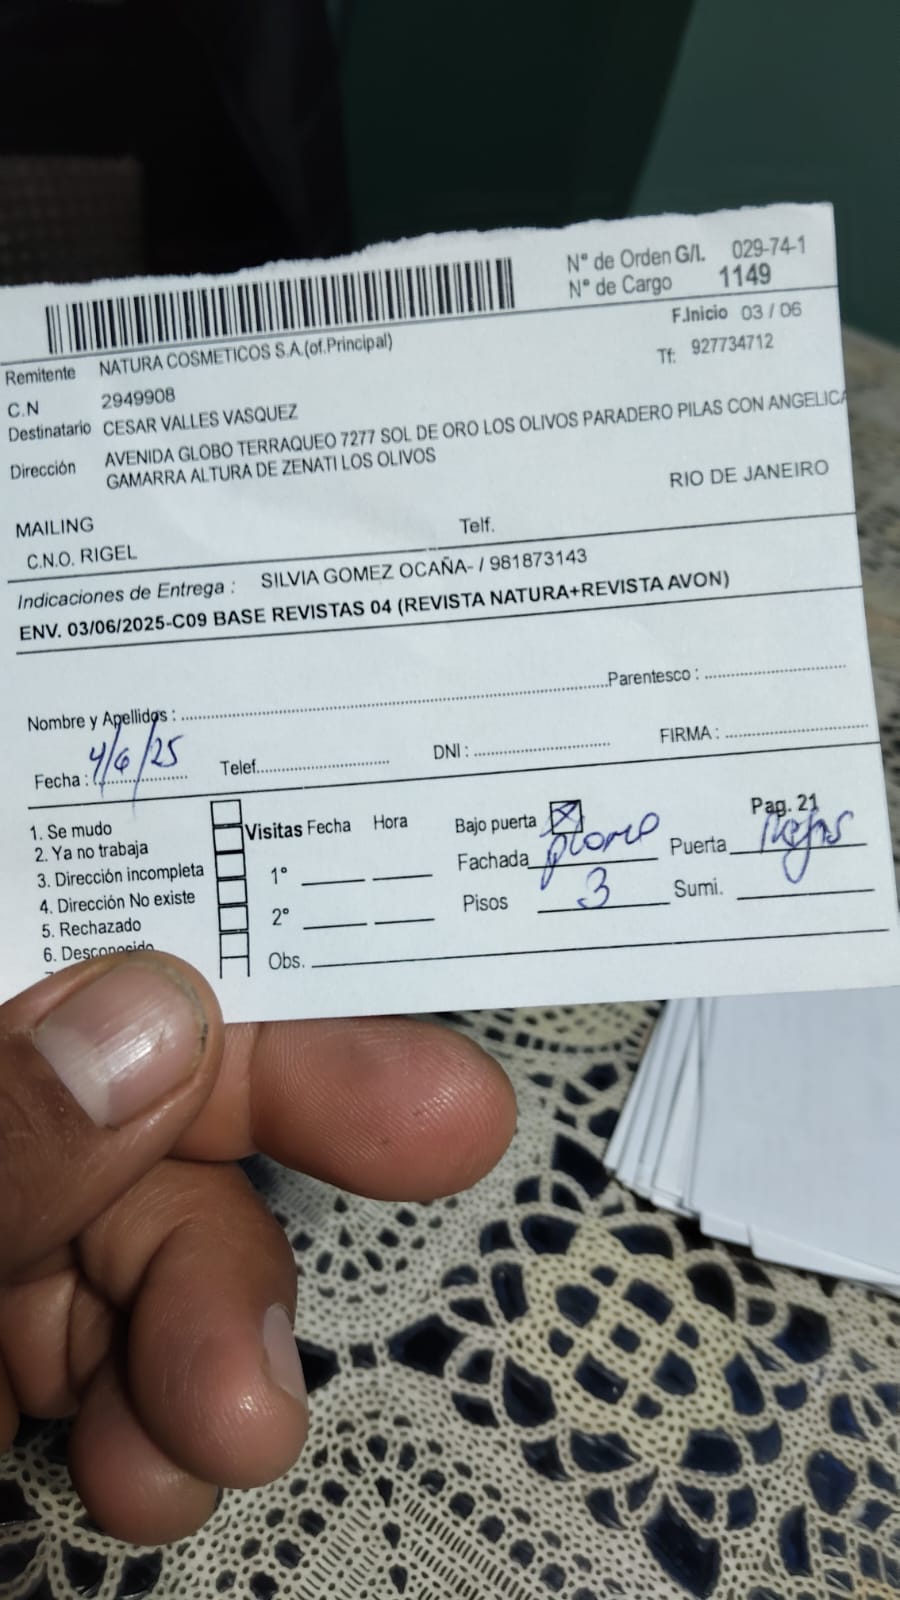 N° de Orden G/I. 029-74-1
N° de Cargo 1149
F.Inicio 03 / 06
Remitente NATURA COSMETICOS S.A.(of.Principal)
Tf: 927734712
C.N 2949908
Destinatario CESAR VALLES VASQUEZ
Dirección AVENIDA GLOBO TERRAQUEO 7277 SOL DE ORO LOS OLIVOS PARADERO PILAS CON ANGELICA
GAMARRA ALTURA DE ZENATI LOS OLIVOS
RIO DE JANEIRO
MAILING Telf.
C.N.O. RIGEL
Indicaciones de Entrega : SILVIA GOMEZ OCAÑA- / 981873143
ENV. 03/06/2025-C09 BASE REVISTAS 04 (REVISTA NATURA+REVISTA AVON)
Nombre y Apellidos : Parentesco :
Fecha : 4/6/25 Telef. DNI : FIRMA :
1. Se mudo
2. Ya no trabaja
3. Dirección incompleta
4. Dirección No existe
5. Rechazado
6. Desconocido
Visitas Fecha Hora
1°
2°
Obs.
Bajo puerta X Pag. 21
Fachada Puerta
Pisos 3 Sumi.